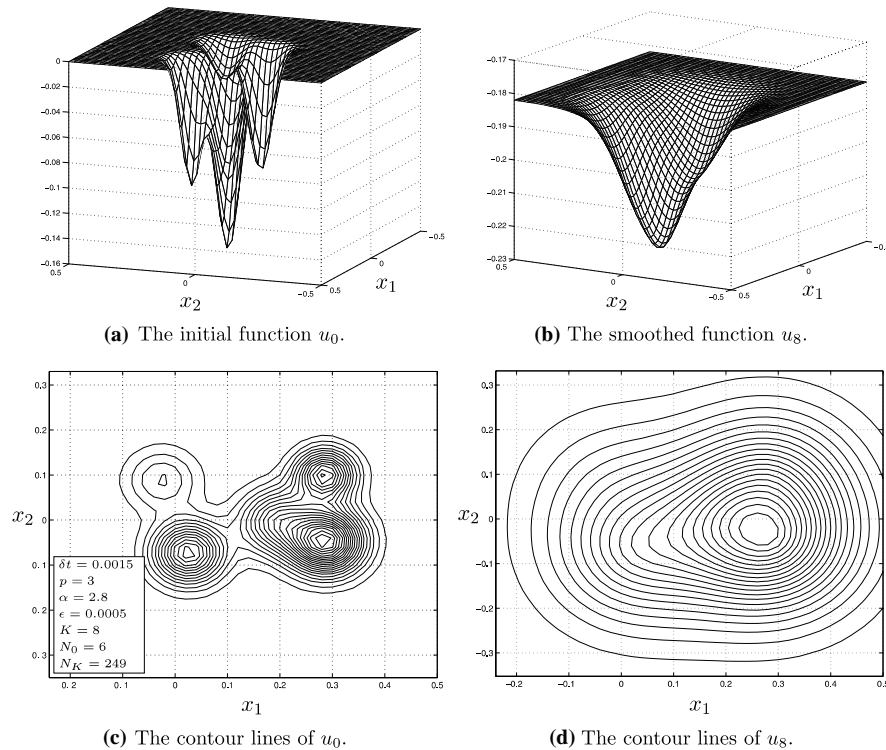 0
−0.02
−0.04
−0.06
−0.08
−0.1
−0.12
−0.14
−0.16
0.5
0
−0.5
0.5
0
−0.5
x₂
x₁
(a) The initial function u₀.
−0.17
−0.18
−0.19
−0.2
−0.21
−0.22
−0.23
0.5
0
−0.5
0.5
0
x₂
x₁
(b) The smoothed function u₈.
0.3
0.2
0.1
0
0.1
0.2
0.3
x₂
δt = 0.0015
p = 3
α = 2.8
ϵ = 0.0005
K = 8
N₀ = 6
N_K = 249
0.2 0.1 0 0.1 0.2 0.3 0.4 0.5
x₁
(c) The contour lines of u₀.
0.3
0.2
0.1
0
−0.1
−0.2
−0.3
x₂
−0.2 −0.1 0 0.1 0.2 0.3 0.4 0.5
x₁
(d) The contour lines of u₈.